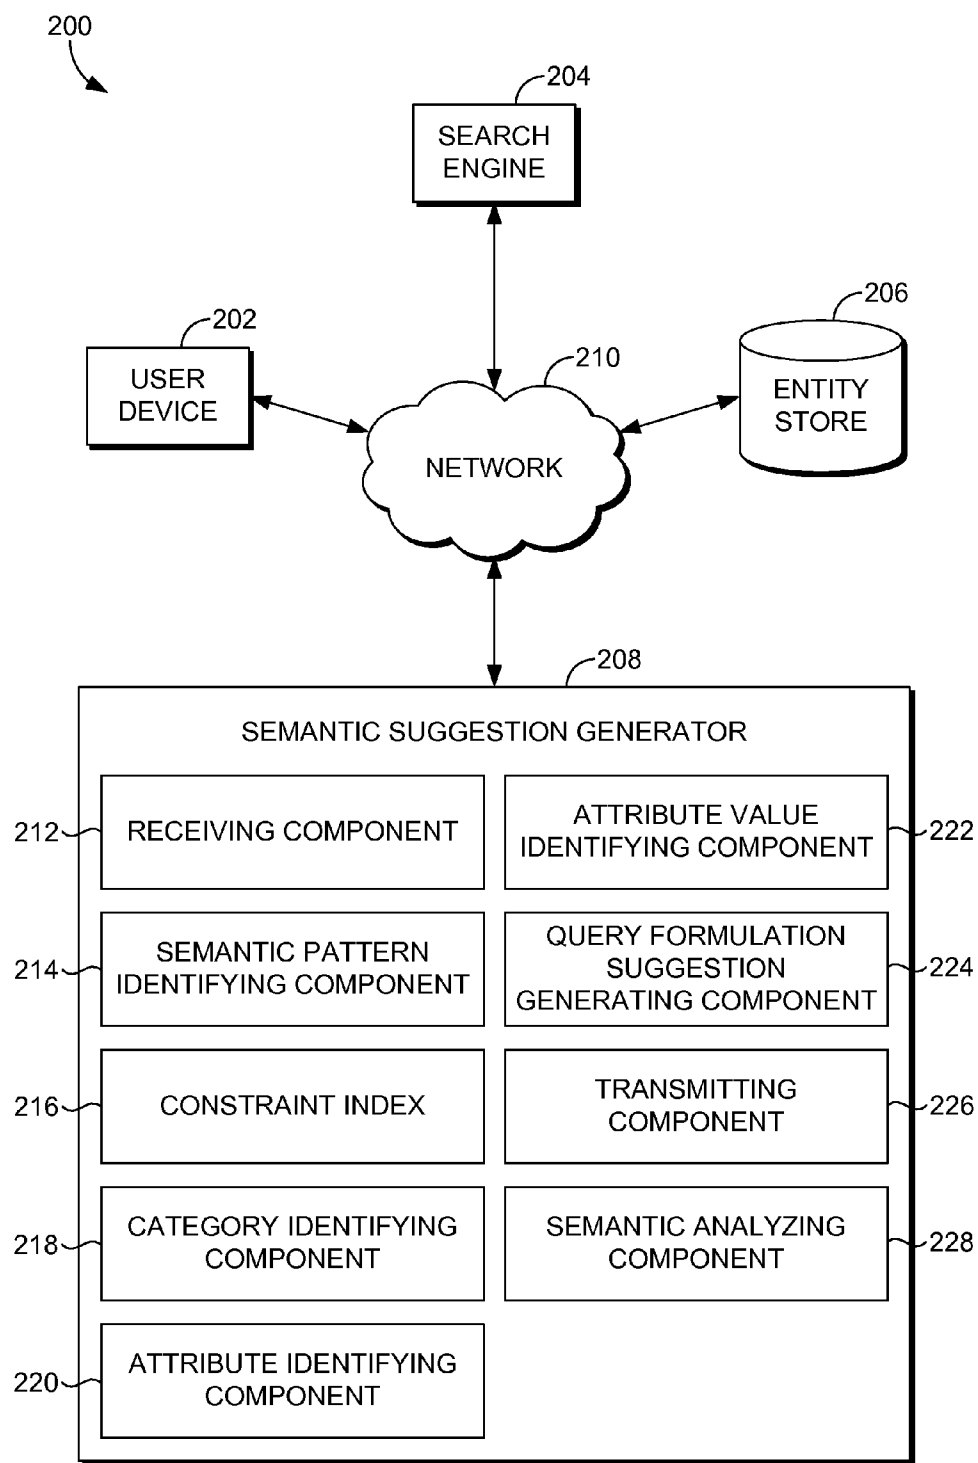 200
204
SEARCH
ENGINE
202
USER
DEVICE
206
ENTITY
STORE
210
NETWORK
208
SEMANTIC SUGGESTION GENERATOR
212
RECEIVING COMPONENT
ATTRIBUTE VALUE
IDENTIFYING COMPONENT
222
214
SEMANTIC PATTERN
IDENTIFYING COMPONENT
QUERY FORMULATION
SUGGESTION
GENERATING COMPONENT
224
216
CONSTRAINT INDEX
TRANSMITTING
COMPONENT
226
218
CATEGORY IDENTIFYING
COMPONENT
SEMANTIC ANALYZING
COMPONENT
228
220
ATTRIBUTE IDENTIFYING
COMPONENT